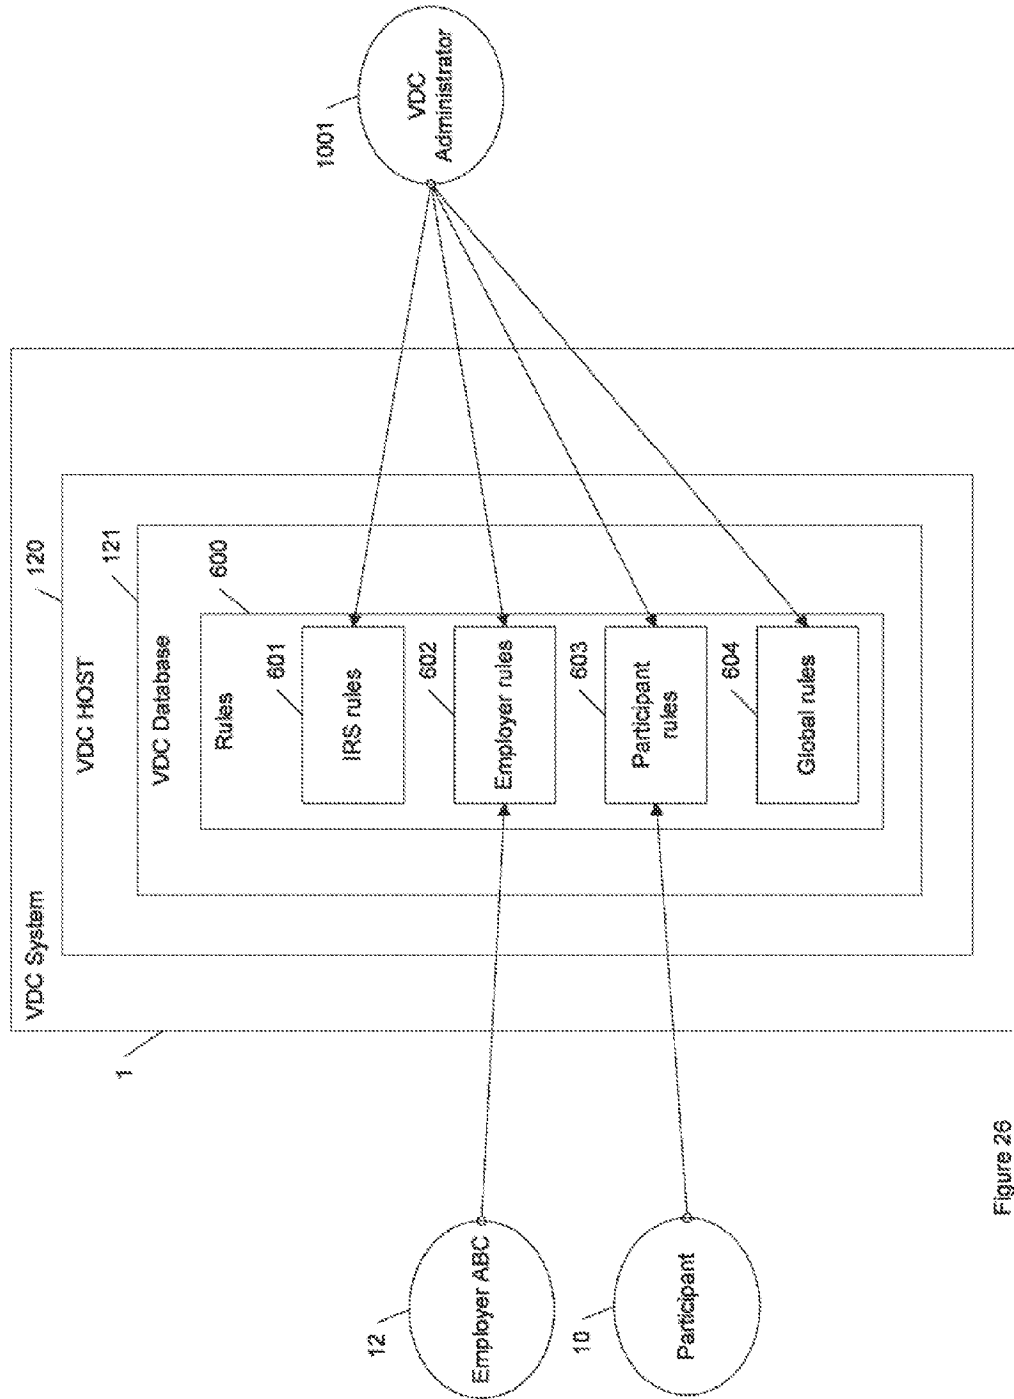 VDC System
1
VDC HOST
120
VDC Database
121
Rules
600
IRS rules
601
Employer rules
602
Participant
rules
603
Global rules
604
VDC
Administrator
1001
12
Employer ABC
10
Participant
Figure 26